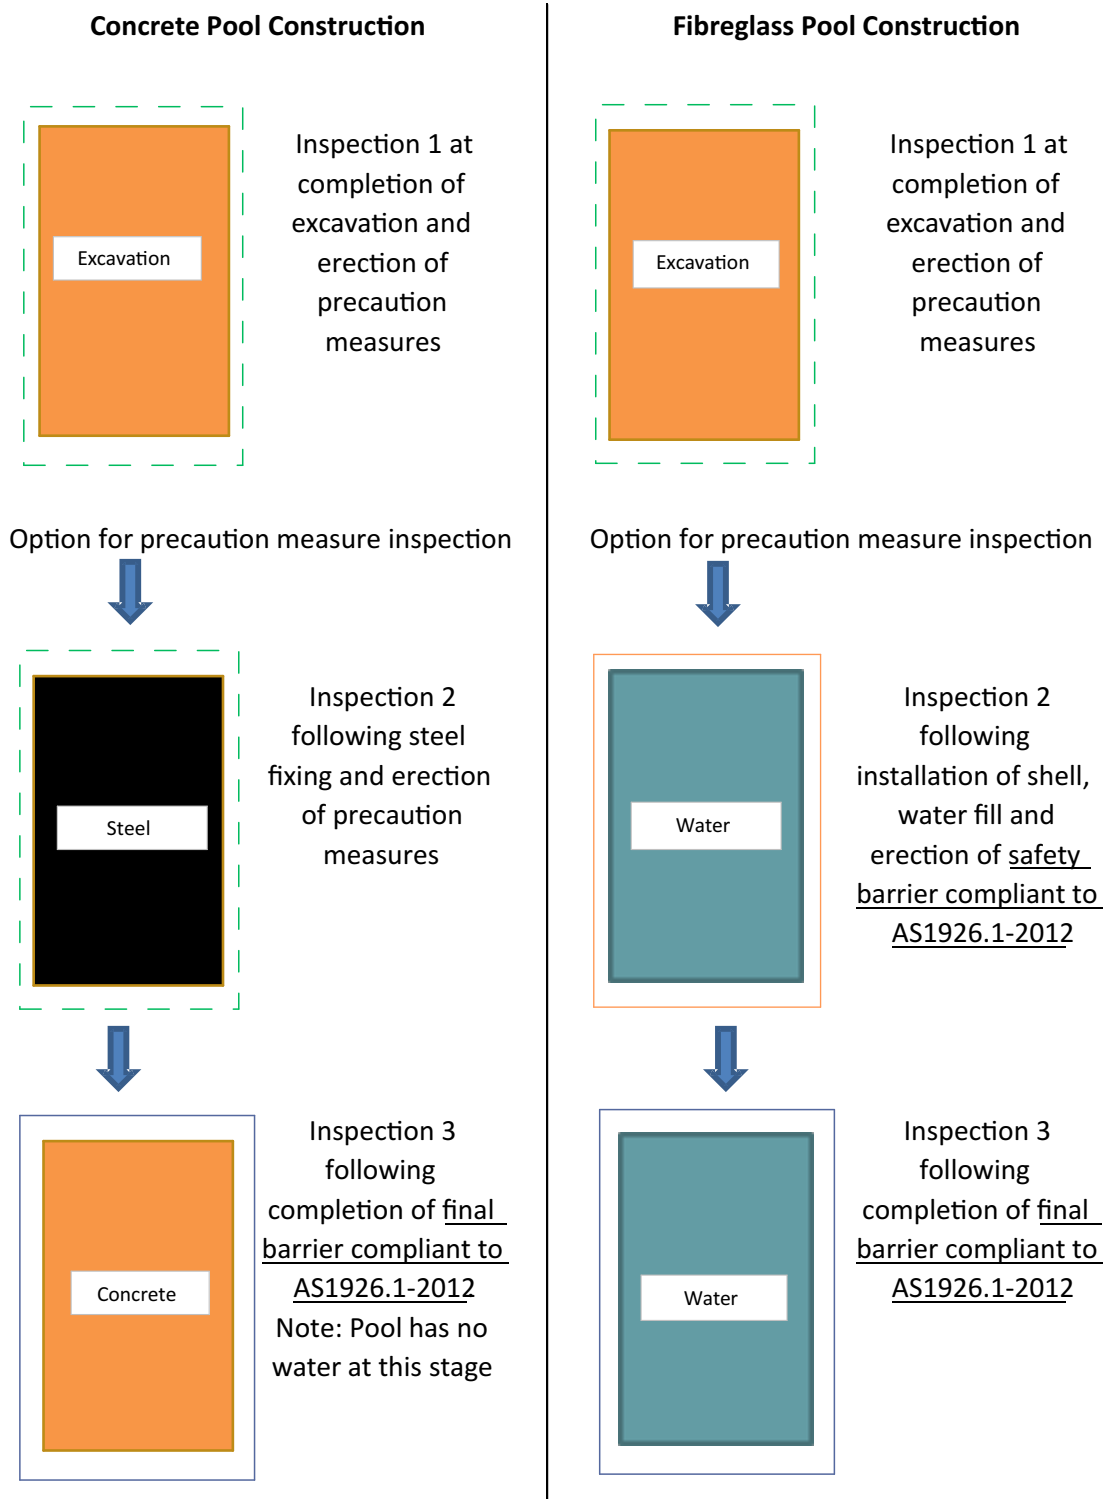 Concrete Pool Construction
Excavation
Inspection 1 at
completion of
excavation and
erection of
precaution
measures
Option for precaution measure inspection
Steel
Inspection 2
following steel
fixing and erection
of precaution
measures
Concrete
Inspection 3
following
completion of final
barrier compliant to
AS1926.1-2012
Note: Pool has no
water at this stage
Fibreglass Pool Construction
Excavation
Inspection 1 at
completion of
excavation and
erection of
precaution
measures
Option for precaution measure inspection
Water
Inspection 2
following
installation of shell,
water fill and
erection of safety
barrier compliant to
AS1926.1-2012
Water
Inspection 3
following
completion of final
barrier compliant to
AS1926.1-2012